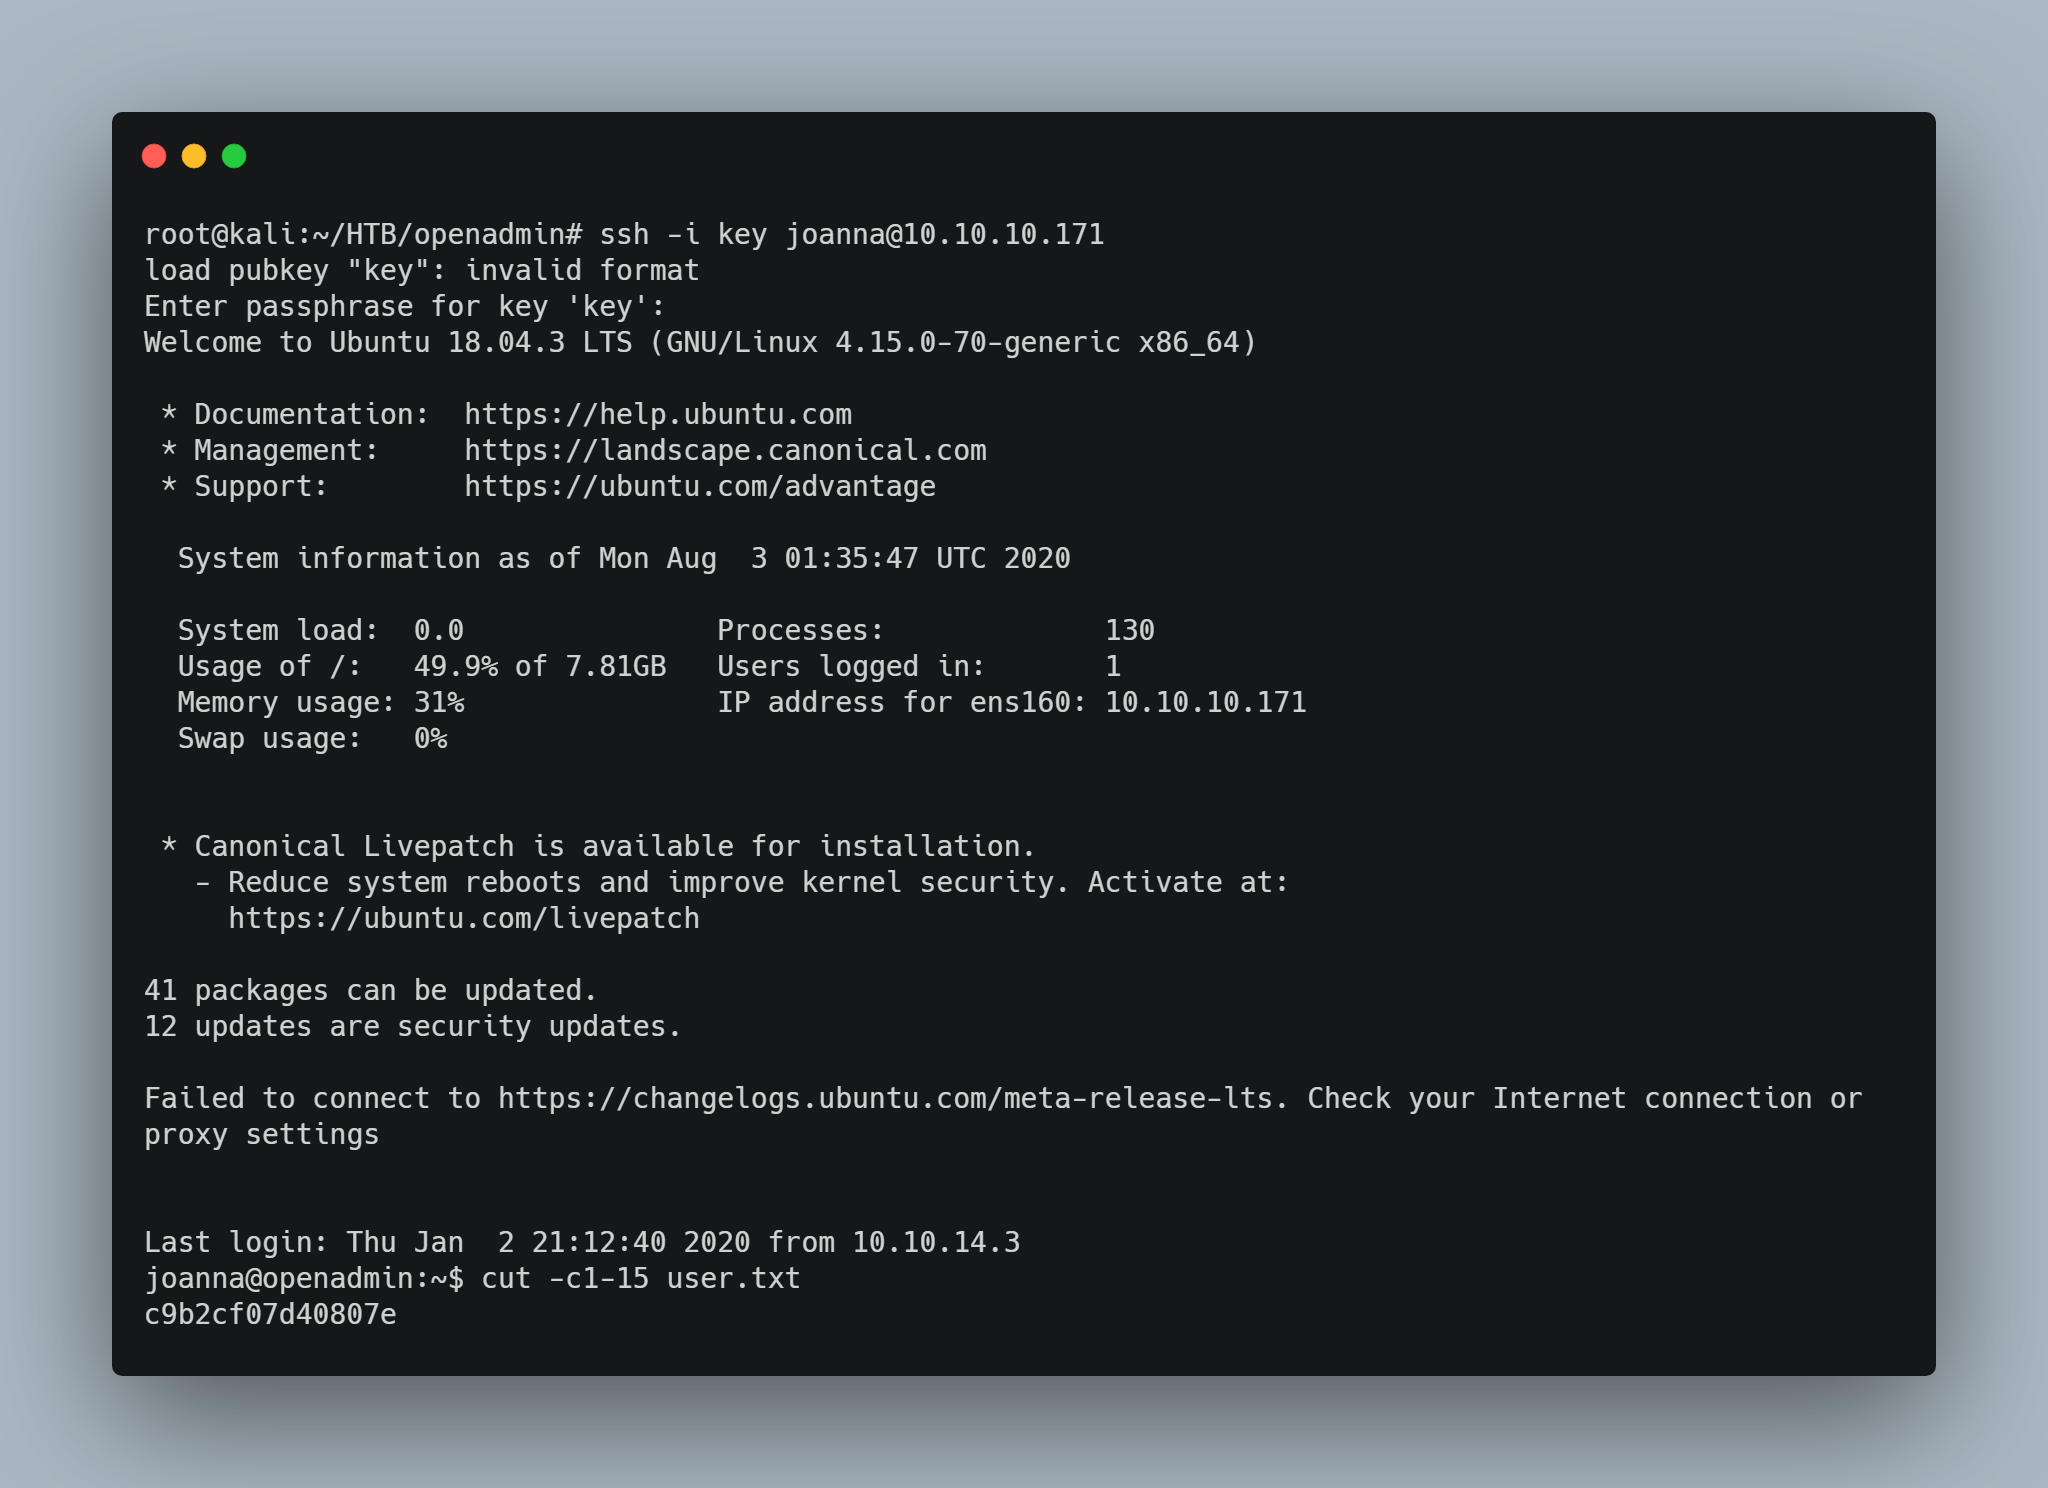 root@kali:~/HTB/openadmin# ssh -i key joanna@10.10.10.171
load pubkey "key": invalid format
Enter passphrase for key 'key':
Welcome to Ubuntu 18.04.3 LTS (GNU/Linux 4.15.0-70-generic x86_64)

 * Documentation:  https://help.ubuntu.com
 * Management:     https://landscape.canonical.com
 * Support:        https://ubuntu.com/advantage

  System information as of Mon Aug  3 01:35:47 UTC 2020

  System load:  0.0               Processes:             130
  Usage of /:   49.9% of 7.81GB   Users logged in:       1
  Memory usage: 31%               IP address for ens160: 10.10.10.171
  Swap usage:   0%


 * Canonical Livepatch is available for installation.
   - Reduce system reboots and improve kernel security. Activate at:
     https://ubuntu.com/livepatch

41 packages can be updated.
12 updates are security updates.

Failed to connect to https://changelogs.ubuntu.com/meta-release-lts. Check your Internet connection or
proxy settings


Last login: Thu Jan  2 21:12:40 2020 from 10.10.14.3
joanna@openadmin:~$ cut -c1-15 user.txt
c9b2cf07d40807e